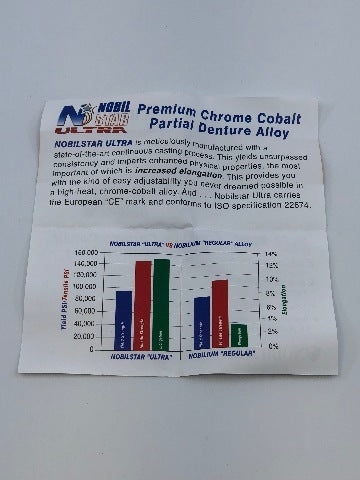 NOBIL
STAR
ULTRA
Premium Chrome Cobalt
Partial Denture Alloy
NOBILSTAR ULTRA is meticulously manufactured with a
state-of-the-art continuous casting process. This yields unsurpassed
consistency and imparts enhanced physical properties, the most
important of which is increased elongation. This provides you
with the kind of easy adjustability you never dreamed possible in
a high-heat, chrome-cobalt alloy. And . . . . Nobilstar Ultra carries
the European "CE" mark and conforms to ISO specification 22674.
NOBILSTAR "ULTRA" VS NOBILIUM "REGULAR" ALLOY
Yield PSI/Tensile PSI
160,000
140,000
120,000
100,000
80,000
60,000
40,000
20,000
0
14%
12%
10%
8%
6%
4%
2%
0%
Elongation
NOBILSTAR "ULTRA"
NOBILIUM "REGULAR"